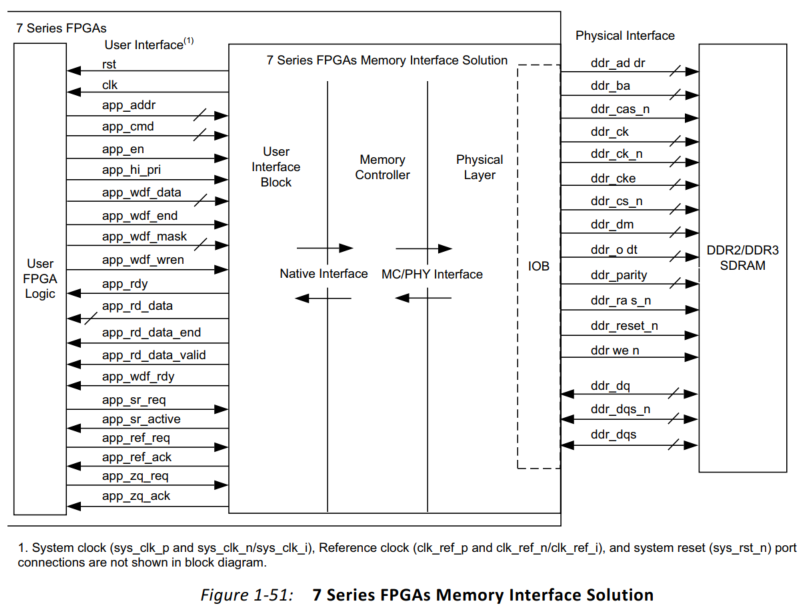 7 Series FPGAs
User Interface(1)
rst
clk
app_addr
app_cmd
app_en
app_hi_pri
app_wdf_data
app_wdf_end
app_wdf_mask
app_wdf_wren
app_rdy
app_rd_data
app_rd_data_end
app_rd_data_valid
app_wdf_rdy
app_sr_req
app_sr_active
app_ref_req
app_ref_ack
app_zq_req
app_zq_ack
User
FPGA
Logic
7 Series FPGAs Memory Interface Solution
User
Interface
Block
Memory
Controller
Physical
Layer
Native Interface
MC/PHY Interface
IOB
Physical Interface
ddr_ad dr
ddr_ba
ddr_cas_n
ddr_ck
ddr_ck_n
ddr_cke
ddr_cs_n
ddr_dm
ddr_o dt
ddr_parity
ddr_ra s_n
ddr_reset_n
ddr we n
ddr_dq
ddr_dqs_n
ddr_dqs
DDR2/DDR3
SDRAM
1. System clock (sys_clk_p and sys_clk_n/sys_clk_i), Reference clock (clk_ref_p and clk_ref_n/clk_ref_i), and system reset (sys_rst_n) port
connections are not shown in block diagram.
Figure 1-51: 7 Series FPGAs Memory Interface Solution